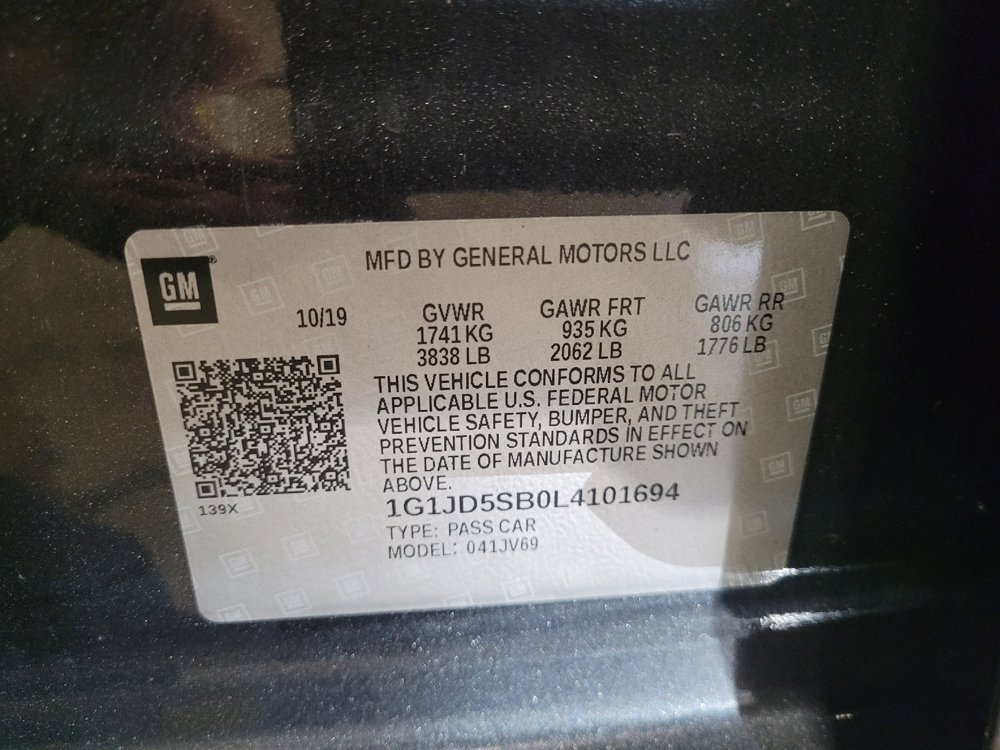 GM
MFD BY GENERAL MOTORS LLC
10/19 GVWR GAWR FRT GAWR RR
1741 KG 935 KG 806 KG
3838 LB 2062 LB 1776 LB
THIS VEHICLE CONFORMS TO ALL
APPLICABLE U.S. FEDERAL MOTOR
VEHICLE SAFETY, BUMPER, AND THEFT
PREVENTION STANDARDS IN EFFECT ON
THE DATE OF MANUFACTURE SHOWN
ABOVE.
139X
1G1JD5SB0L4101694
TYPE: PASS CAR
MODEL: 041JV69